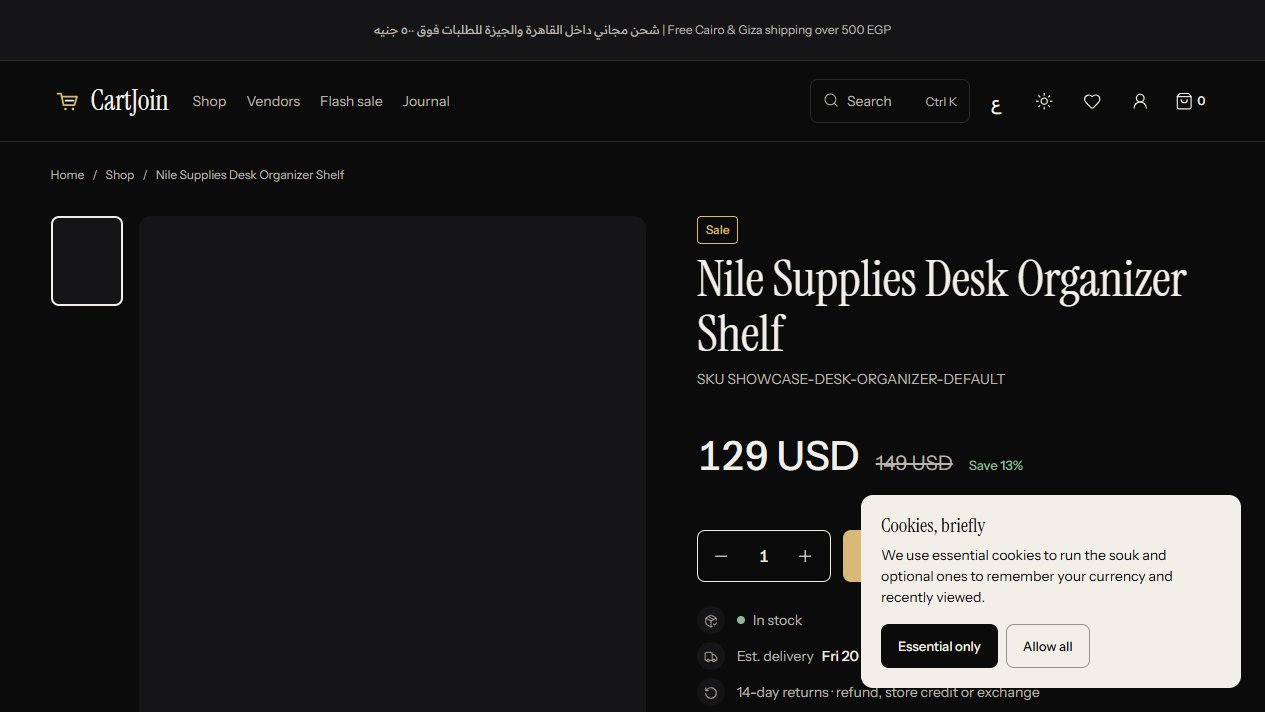 شحن مجاني داخل القاهرة والجيزة للطلبات فوق ٥٠٠ جنيه | Free Cairo & Giza shipping over 500 EGP
CartJoin
Shop
Vendors
Flash sale
Journal
Search
Ctrl K
ع
0
Home / Shop / Nile Supplies Desk Organizer Shelf
Sale
Nile Supplies Desk Organizer
Shelf
SKU SHOWCASE-DESK-ORGANIZER-DEFAULT
129 USD 149 USD Save 13%
1
In stock
Est. delivery Fri 20
14-day returns · refund, store credit or exchange
Cookies, briefly
We use essential cookies to run the souk and
optional ones to remember your currency and
recently viewed.
Essential only
Allow all